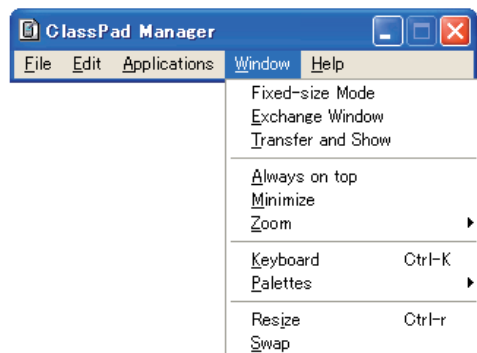 ClassPad Manager
File Edit Applications Window Help
Fixed-size Mode
Exchange Window
Transfer and Show
Always on top
Minimize
Zoom
Keyboard Ctrl-K
Palettes
Resize Ctrl-r
Swap